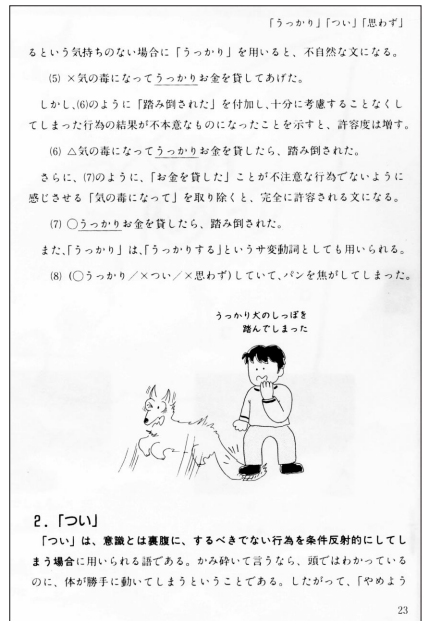 「うっかり」「つい」「思わず」
るという気持ちのない場合に「うっかり」を用いると、不自然な文になる。
(5) ×気の毒になってうっかりお金を貸してあげた。
しかし、(6)のように「踏み倒された」を付加し、十分に考慮することなくし
てしまった行為の結果が不本意なものになったことを示すと、許容度は増す。
(6) △気の毒になってうっかりお金を貸したら、踏み倒された。
さらに、(7)のように、「お金を貸した」ことが不注意な行為でないように
感じさせる「気の毒になって」を取り除くと、完全に許容される文になる。
(7) ○うっかりお金を貸したら、踏み倒された。
また、「うっかり」は、「うっかりする」というサ変動詞としても用いられる。
(8) (○うっかり／×つい／×思わず)していて、パンを焦がしてしまった。
うっかり犬のしっぽを
踏んでしまった
2．「つい」
「つい」は、意識とは裏腹に、するべきでない行為を条件反射的にしてし
まう場合に用いられる語である。かみ砕いて言うなら、頭ではわかっている
のに、体が勝手に動いてしまうということである。したがって、「やめよう
23